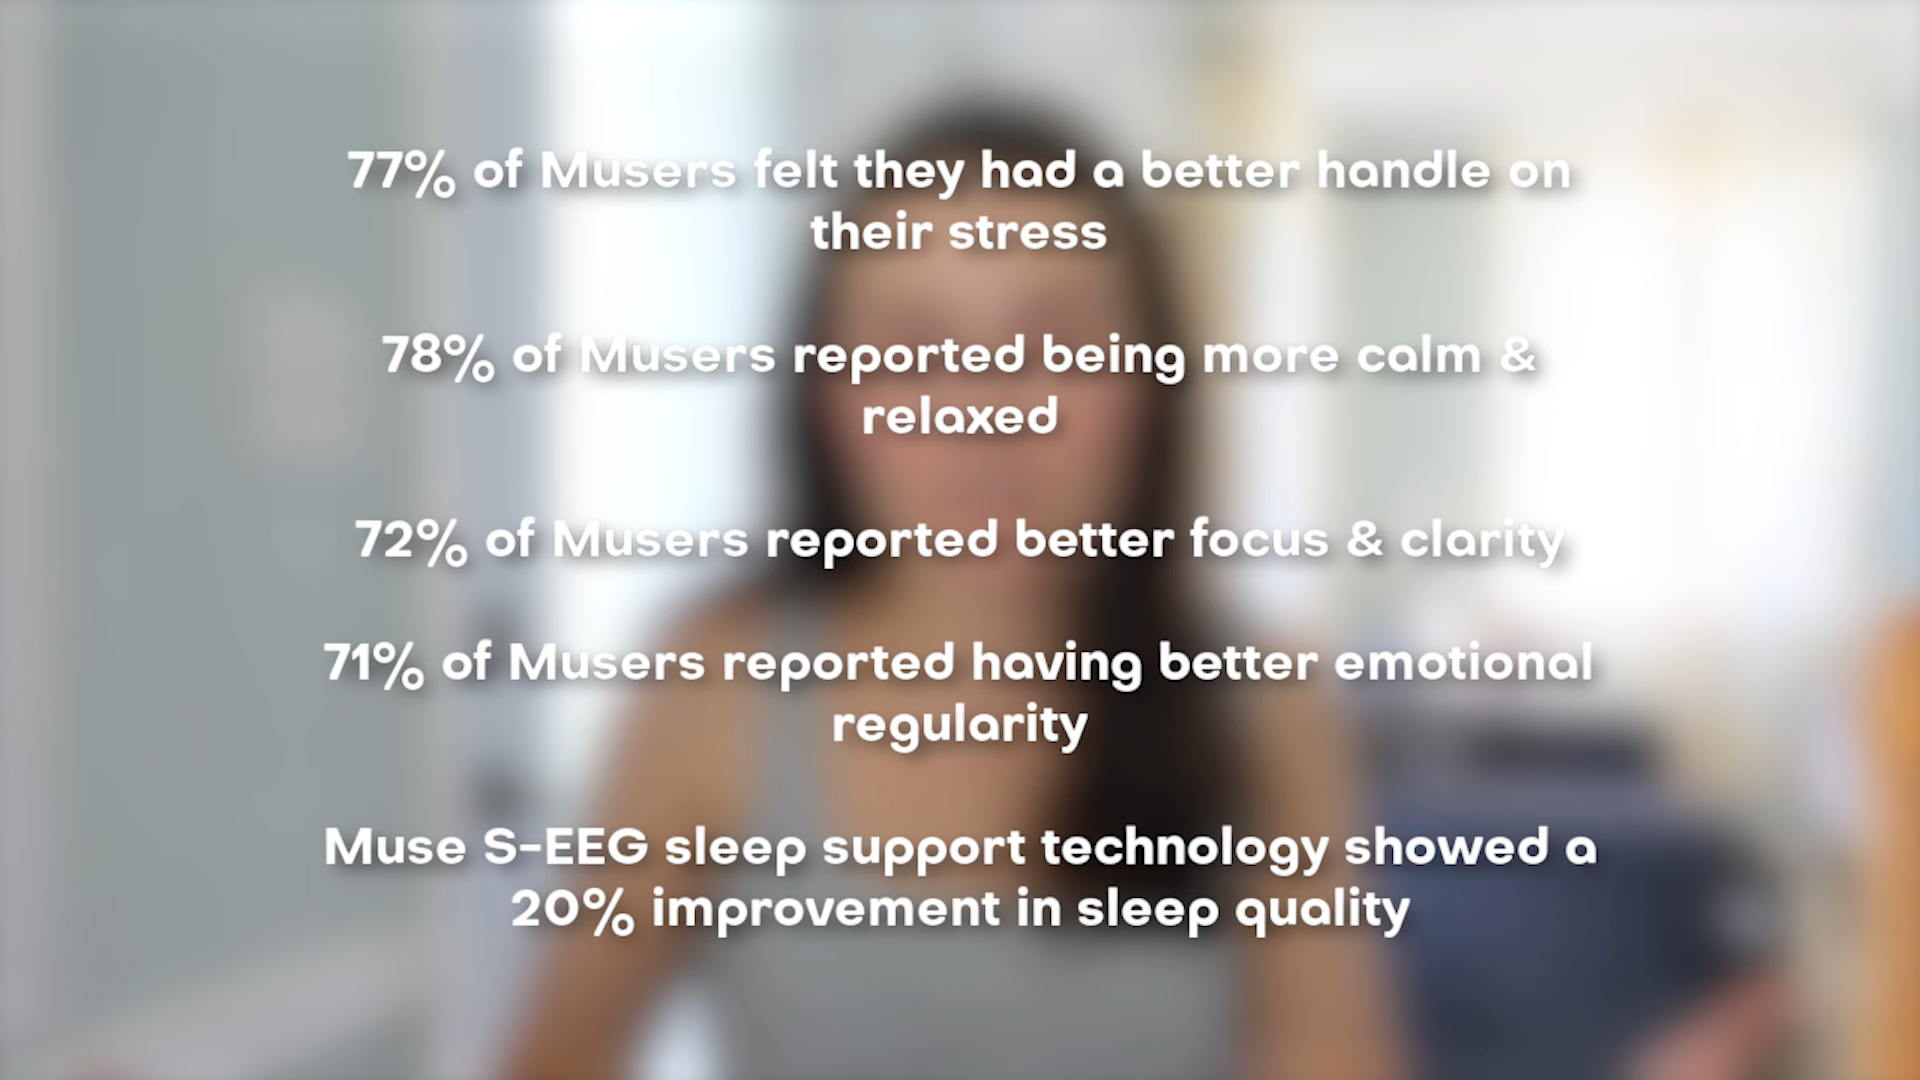 77% of Musers felt they had a better handle on
their stress
78% of Musers reported being more calm &
relaxed
72% of Musers reported better focus & clarity
71% of Musers reported having better emotional
regularity
Muse S-EEG sleep support technology showed a
20% improvement in sleep quality